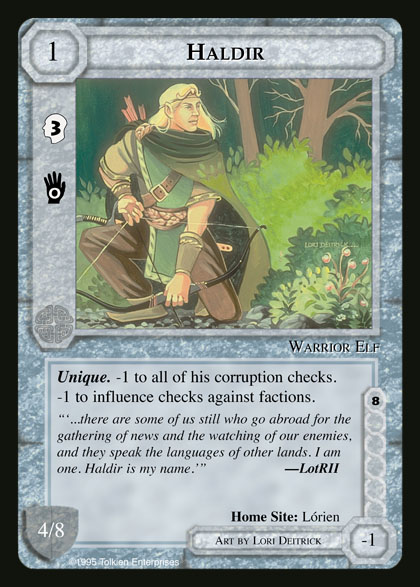 1
HALDIR
3
0
LORI DEITRICK
WARRIOR ELF
Unique. -1 to all of his corruption checks.
-1 to influence checks against factions.
“‘...there are some of us still who go abroad for the
gathering of news and the watching of our enemies,
and they speak the languages of other lands. I am
one. Haldir is my name.’” —LotRII
8
Home Site: Lórien
4/8
ART BY LORI DEITRICK
-1
©1995 Tolkien Enterprises